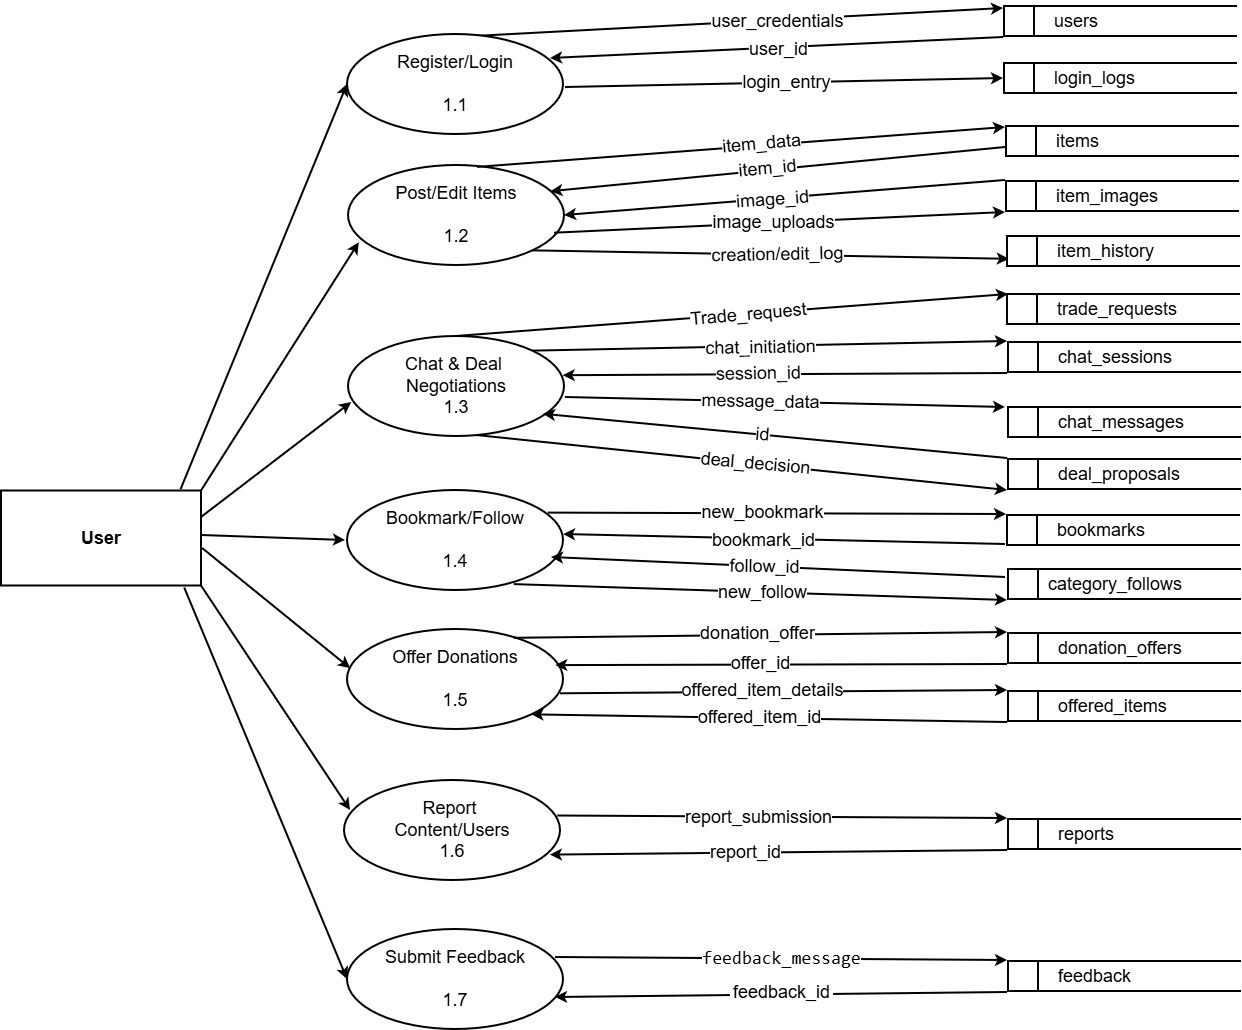 user_credentials
users
user_id
Register/Login
1.1
login_entry
login_logs
item_data
items
item_id
Post/Edit Items
1.2
image_id
item_images
image_uploads
creation/edit_log
item_history
Trade_request
trade_requests
chat_initiation
chat_sessions
session_id
Chat & Deal
Negotiations
1.3
message_data
chat_messages
id
deal_decision
deal_proposals
User
Bookmark/Follow
1.4
new_bookmark
bookmarks
bookmark_id
follow_id
category_follows
new_follow
Offer Donations
1.5
donation_offer
donation_offers
offer_id
offered_item_details
offered_items
offered_item_id
Report
Content/Users
1.6
report_submission
reports
report_id
Submit Feedback
1.7
feedback_message
feedback
feedback_id